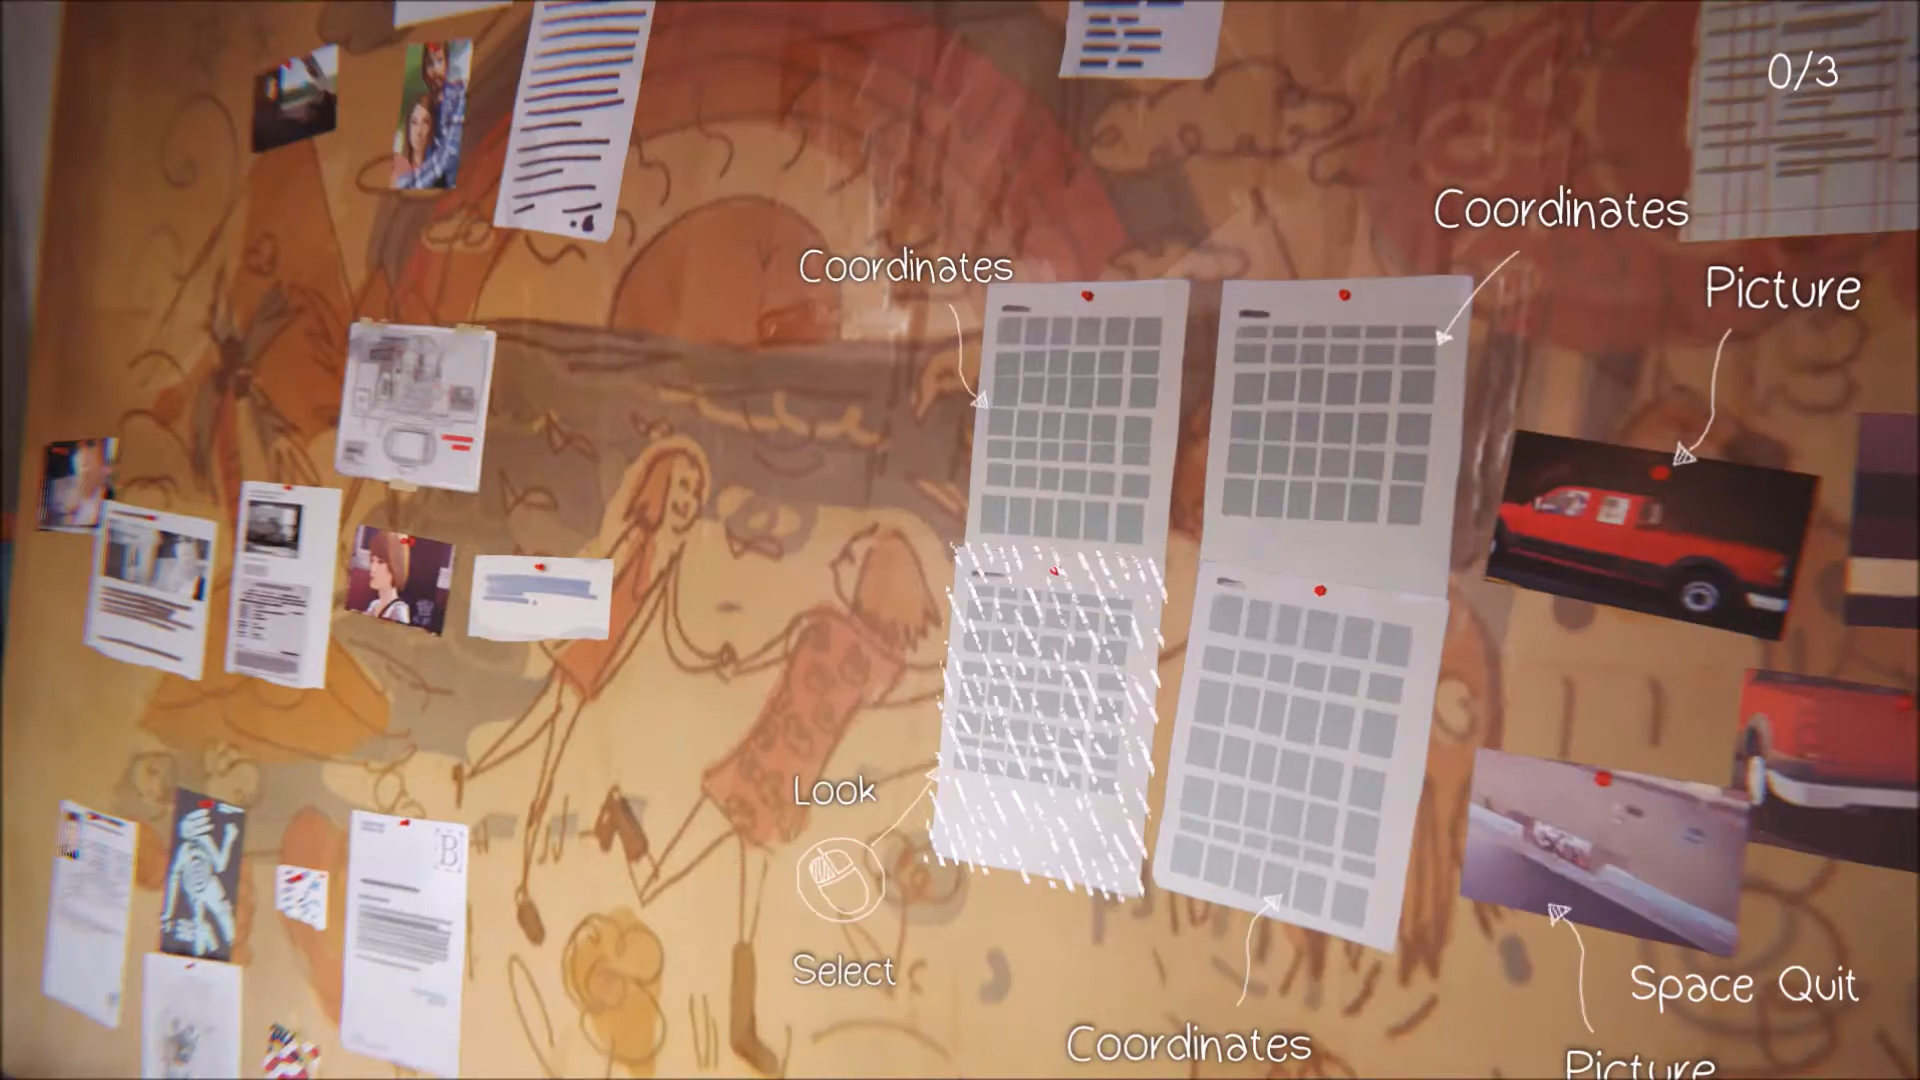 0/3
Coordinates
Picture
Coordinates
Look
Select
Space Quit
Coordinates
Picture
B